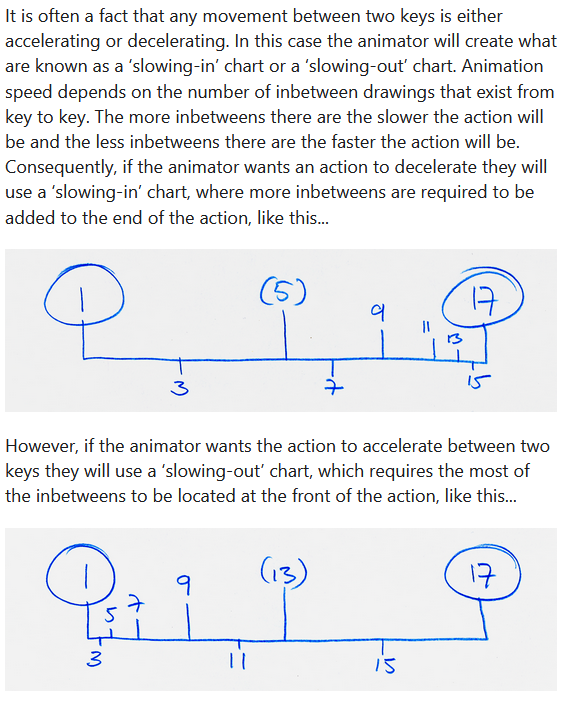 It is often a fact that any movement between two keys is either
accelerating or decelerating. In this case the animator will create what
are known as a ‘slowing-in’ chart or a ‘slowing-out’ chart. Animation
speed depends on the number of inbetween drawings that exist from
key to key. The more inbetweens there are the slower the action will
be and the less inbetweens there are the faster the action will be.
Consequently, if the animator wants an action to decelerate they will
use a ‘slowing-in’ chart, where more inbetweens are required to be
added to the end of the action, like this…
1 (5) 9 11 13 17
3 7 15
However, if the animator wants the action to accelerate between two
keys they will use a ‘slowing-out’ chart, which requires the most of
the inbetweens to be located at the front of the action, like this…
1 5 7 9 (13) 17
3 11 15